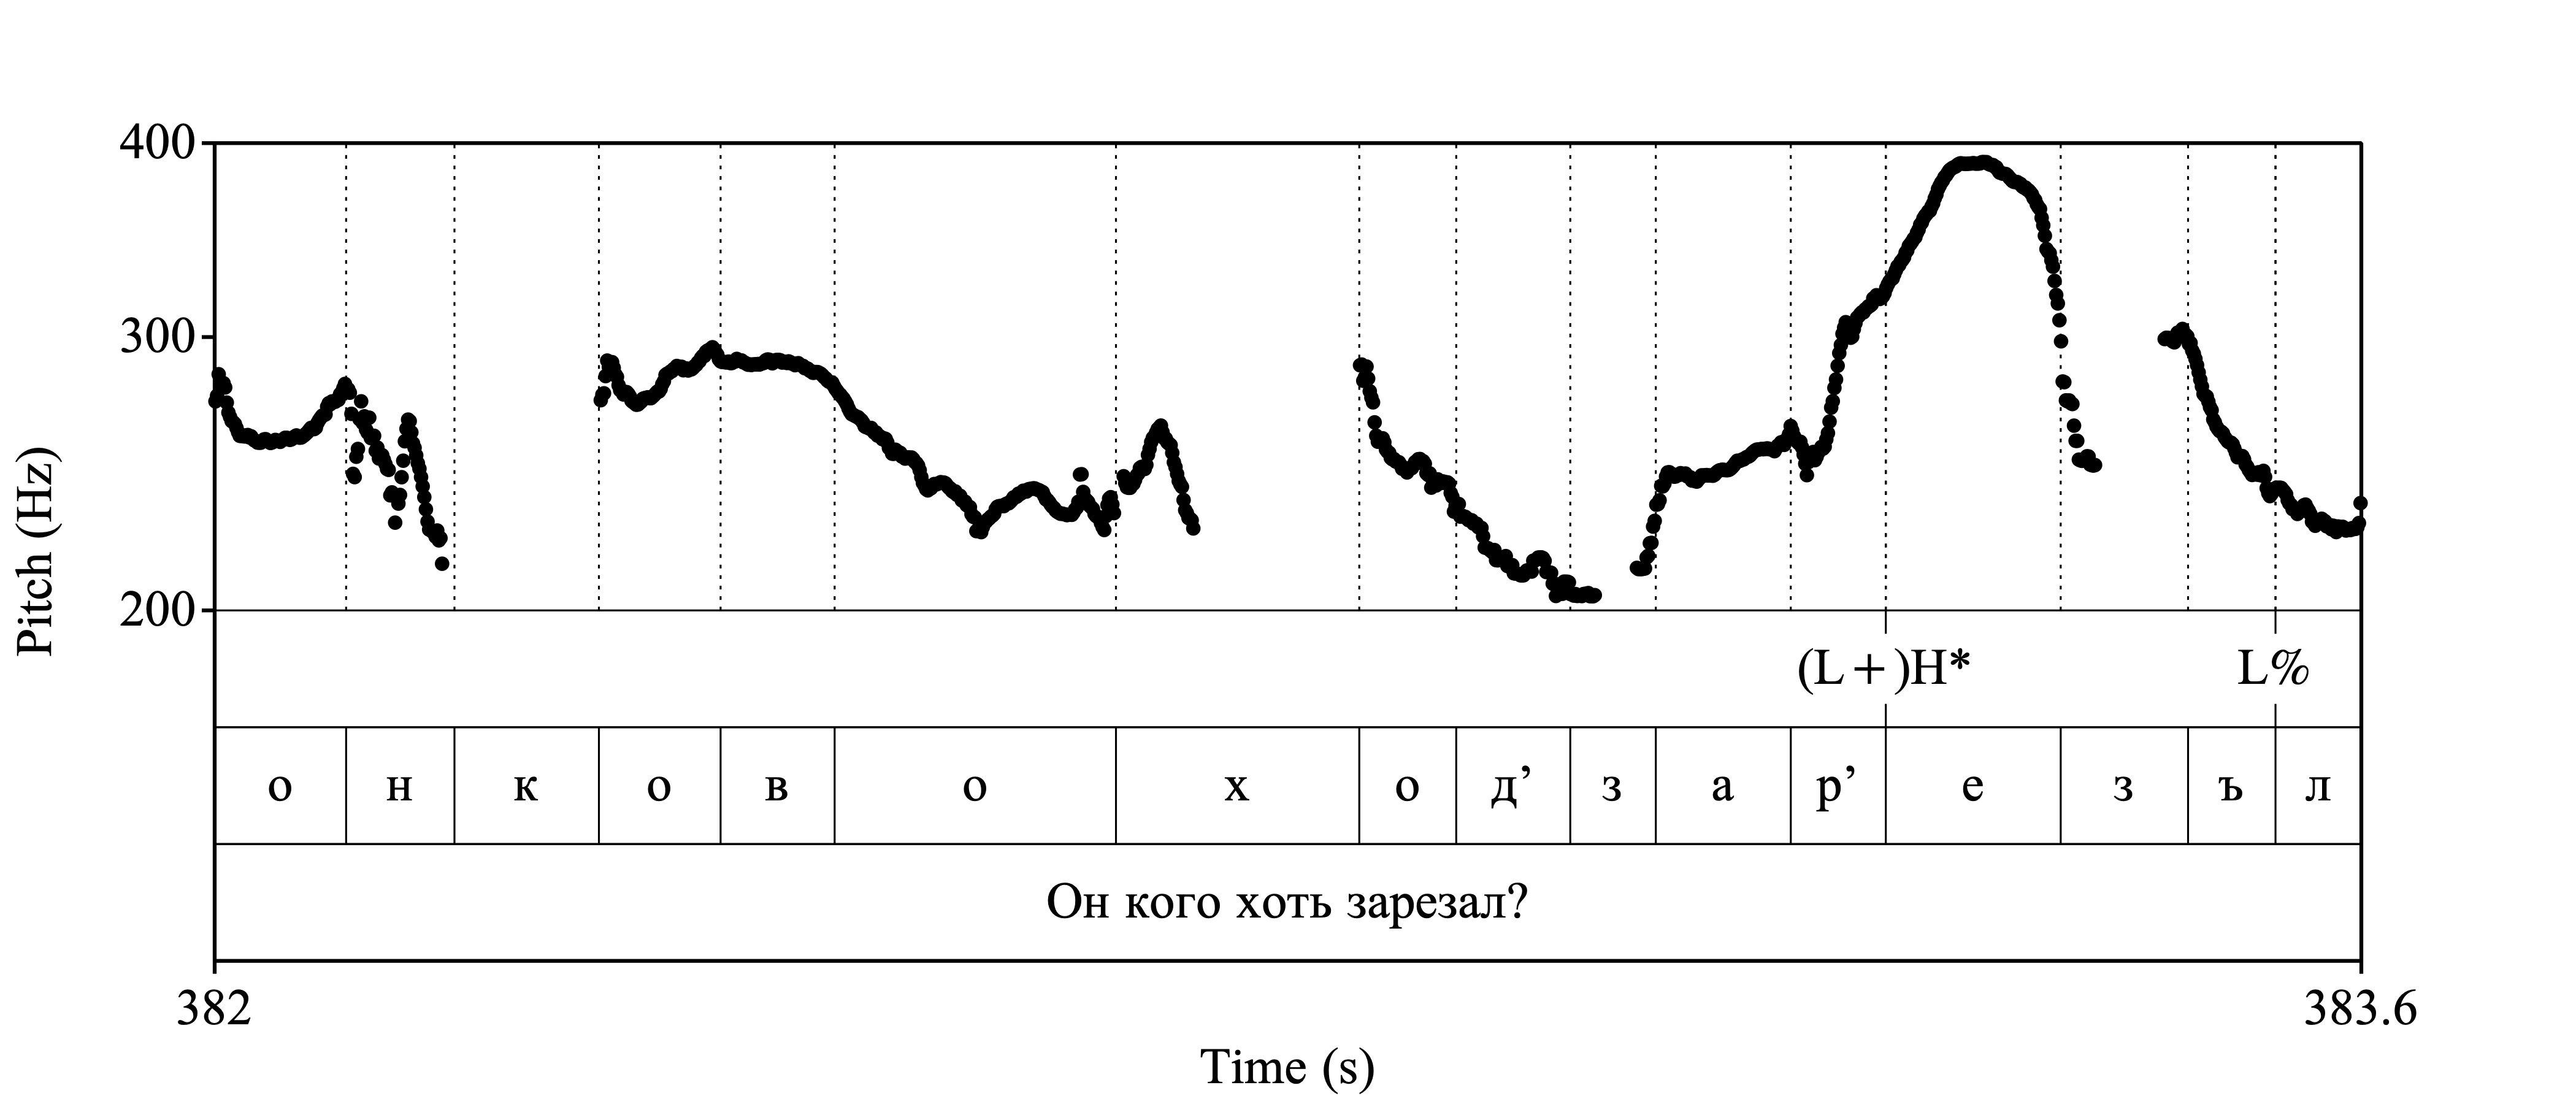 400
300
200
Pitch (Hz)
(L+)H* L%
о н к о в о х о д’ з а р’ е з ъ л
Он кого хоть зарезал?
382 383.6
Time (s)